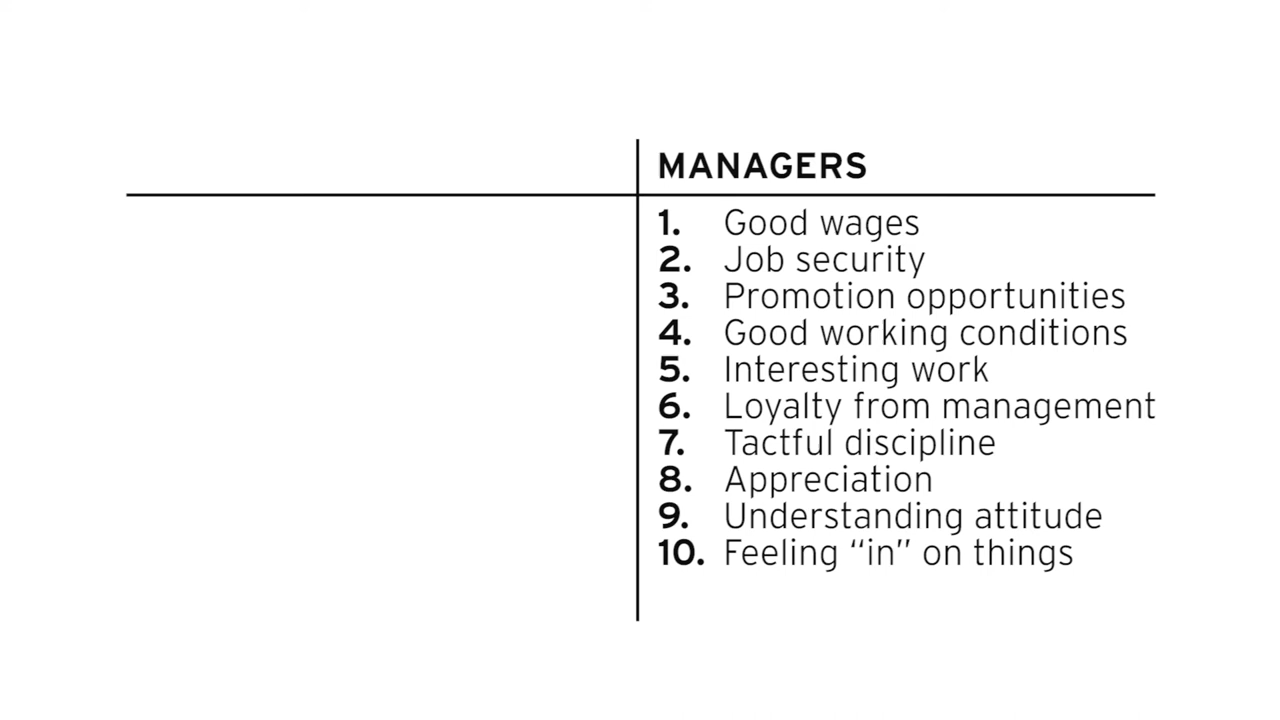 MANAGERS
1. Good wages
2. Job security
3. Promotion opportunities
4. Good working conditions
5. Interesting work
6. Loyalty from management
7. Tactful discipline
8. Appreciation
9. Understanding attitude
10. Feeling “in” on things